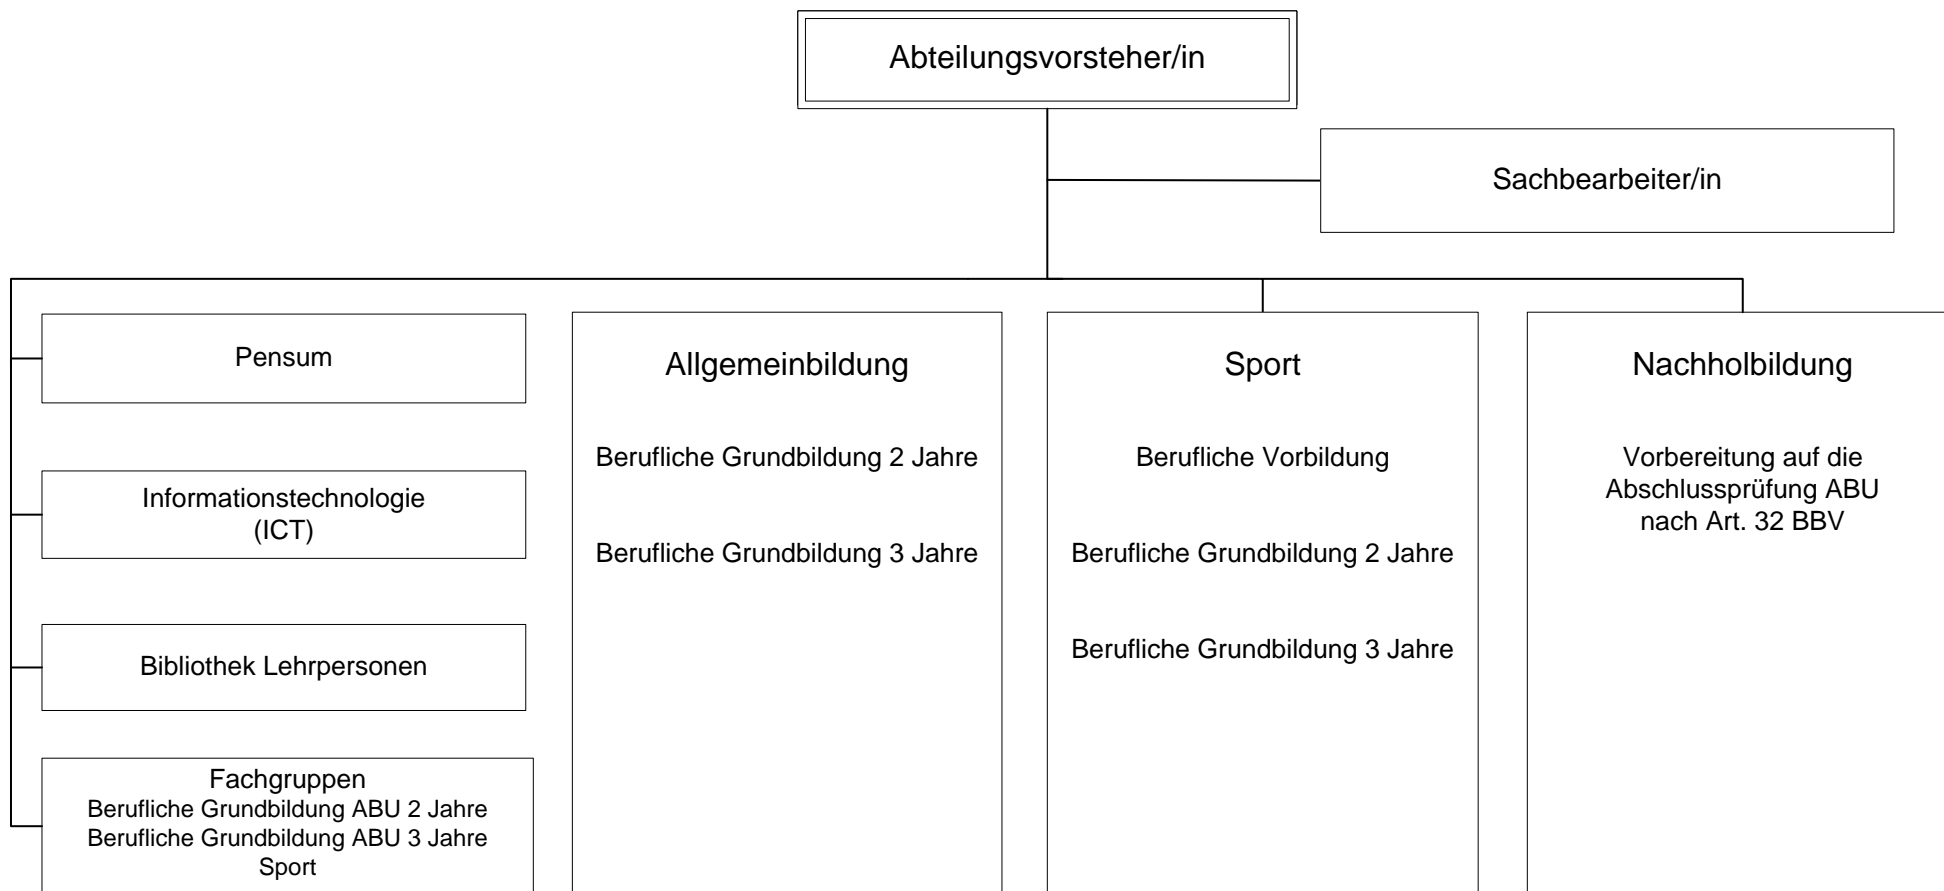 Abteilungsvorsteher/in
Sachbearbeiter/in
Pensum
Informationstechnologie
(ICT)
Bibliothek Lehrpersonen
Fachgruppen
Berufliche Grundbildung ABU 2 Jahre
Berufliche Grundbildung ABU 3 Jahre
Sport
Allgemeinbildung
Berufliche Grundbildung 2 Jahre
Berufliche Grundbildung 3 Jahre
Sport
Berufliche Vorbildung
Berufliche Grundbildung 2 Jahre
Berufliche Grundbildung 3 Jahre
Nachholbildung
Vorbereitung auf die
Abschlussprüfung ABU
nach Art. 32 BBV